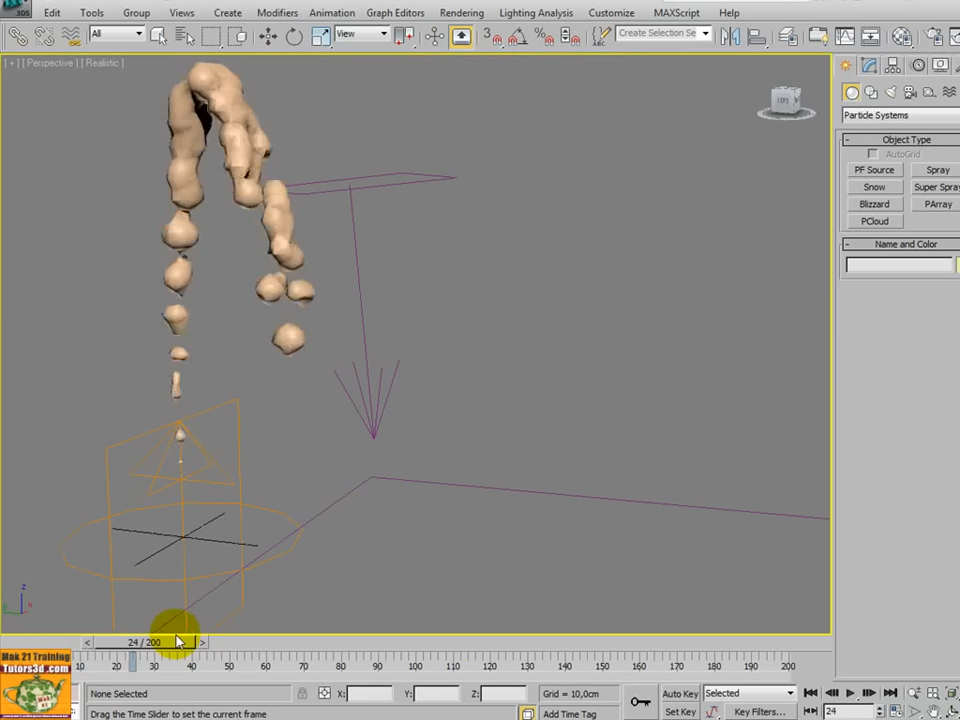 Edit Tools Group Views Create Modifiers Animation Graph Editors Rendering Lighting Analysis Customize MAXScript Help
All View Create Selection Se
[ + ] [ Perspective ] [ Realistic ]
LEFT
Particle Systems
- Object Type
AutoGrid
PF Source Spray
Snow Super Spray
Blizzard PArray
PCloud
- Name and Color
z
y x
< 24 / 200 >
20 30 40 50 60 70 80 90 100 110 120 130 140 150 160 170 180 190 200
Mak 21 Training
Tutors3d .com
None Selected X: Y: Z: Grid = 10,0cm Auto Key Selected
Drag the Time Slider to set the current frame Add Time Tag Set Key Key Filters... 24